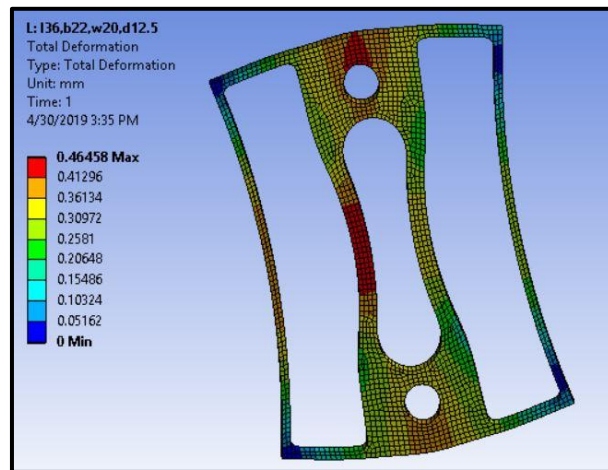 L: l36,b22,w20,d12.5
Total Deformation
Type: Total Deformation
Unit: mm
Time: 1
4/30/2019 3:35 PM
0.46458 Max
0.41296
0.36134
0.30972
0.2581
0.20648
0.15486
0.10324
0.05162
0 Min